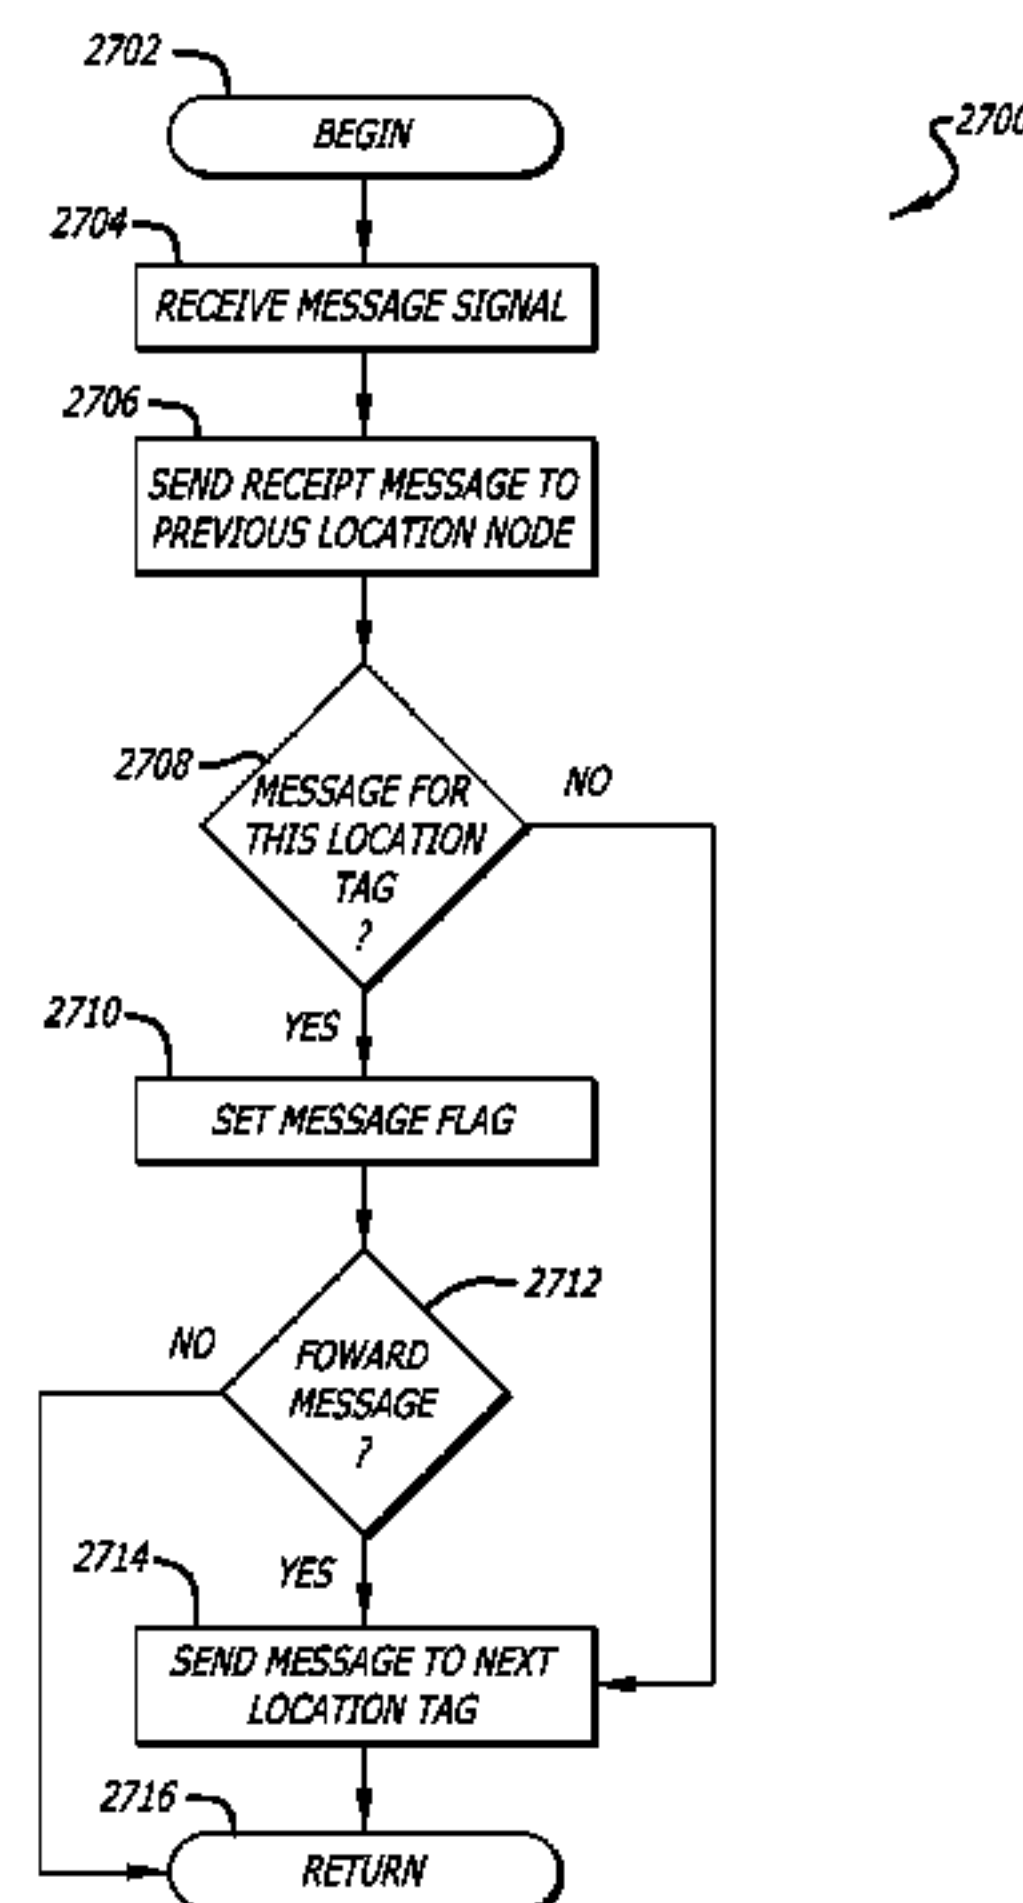 2702
BEGIN
2700
2704
RECEIVE MESSAGE SIGNAL
2706
SEND RECEIPT MESSAGE TO
PREVIOUS LOCATION NODE
2708
MESSAGE FOR
THIS LOCATION
TAG
?
NO
2710
YES
SET MESSAGE FLAG
2712
NO
FOWARD
MESSAGE
?
2714
YES
SEND MESSAGE TO NEXT
LOCATION TAG
2716
RETURN